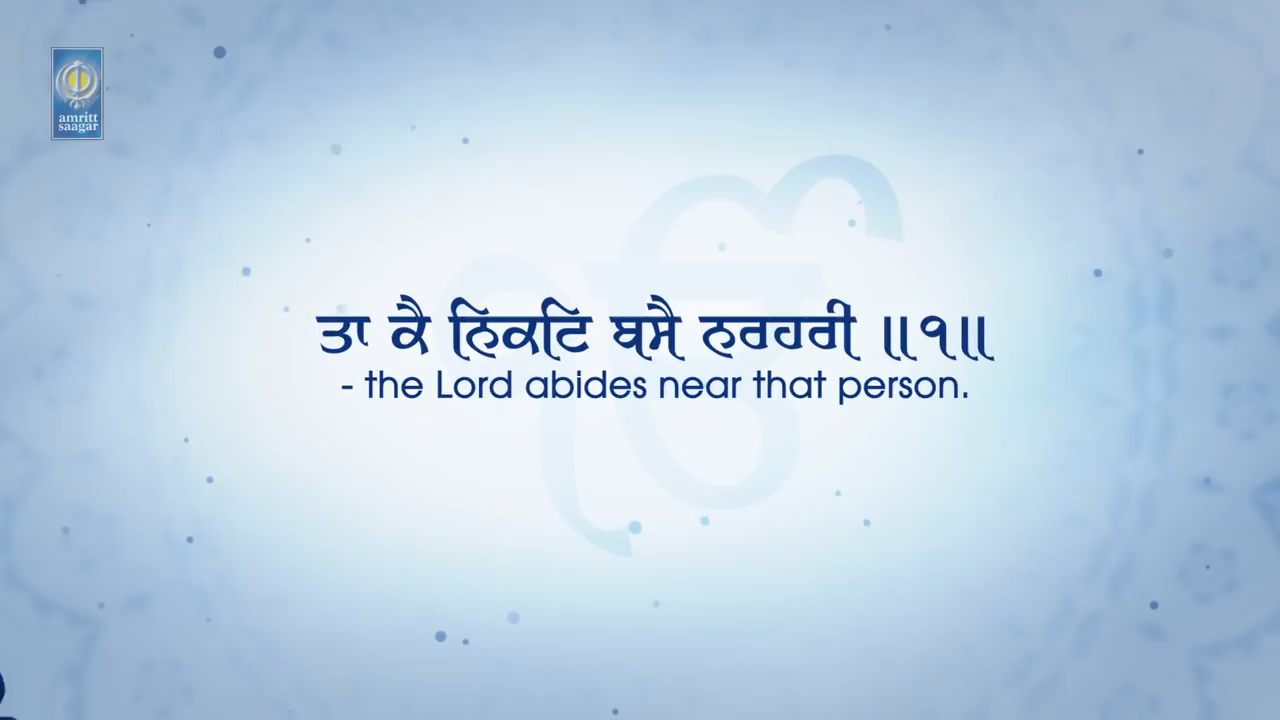 amritt
saagar
ਤਾ ਕੈ ਨਿਕਟਿ ਬਸੈ ਨਰਹਰੀ ॥੧॥
- the Lord abides near that person.